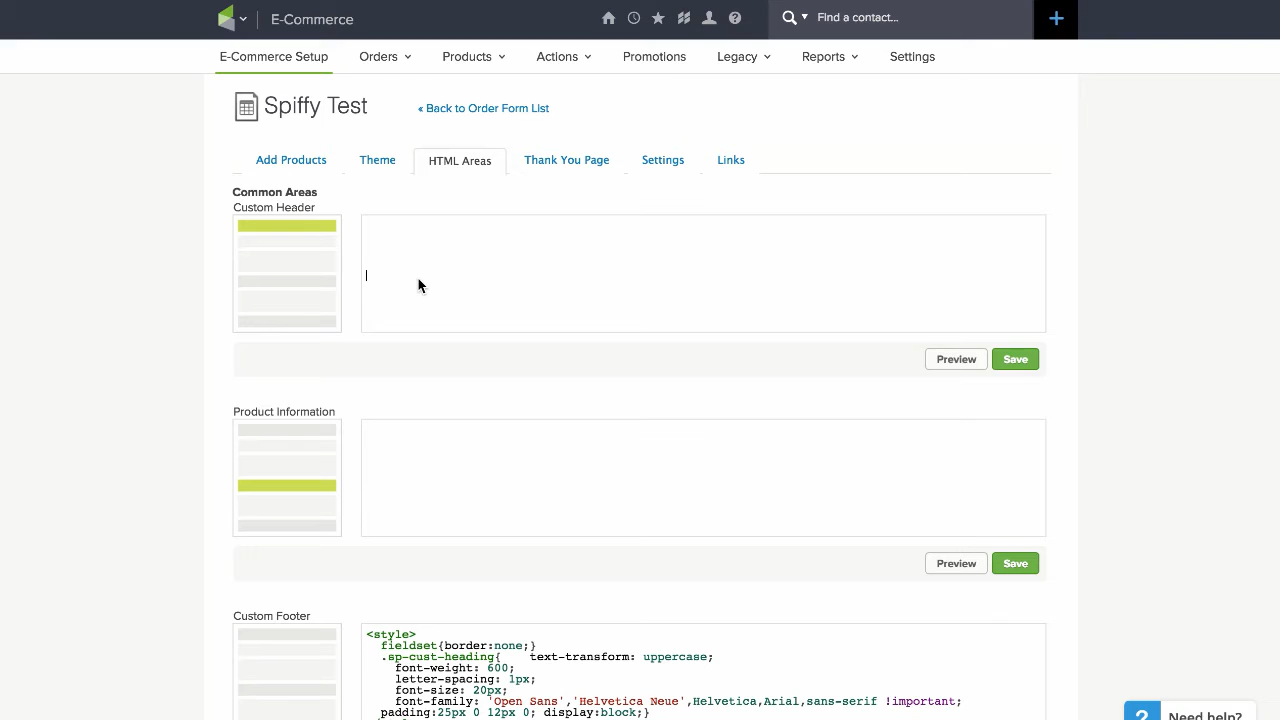 E-Commerce
Find a contact...
E-Commerce Setup Orders Products Actions Promotions Legacy Reports Settings
Spiffy Test « Back to Order Form List
Add Products Theme HTML Areas Thank You Page Settings Links
Common Areas
Custom Header
Preview Save
Product Information
Preview Save
Custom Footer
<style>
fieldset{border:none;}
.sp-cust-heading{ text-transform: uppercase;
font-weight: 600;
letter-spacing: 1px;
font-size: 20px;
font-family: 'Open Sans','Helvetica Neue',Helvetica,Arial,sans-serif !important;
padding:25px 0 12px 0; display:block;}
? Need help?